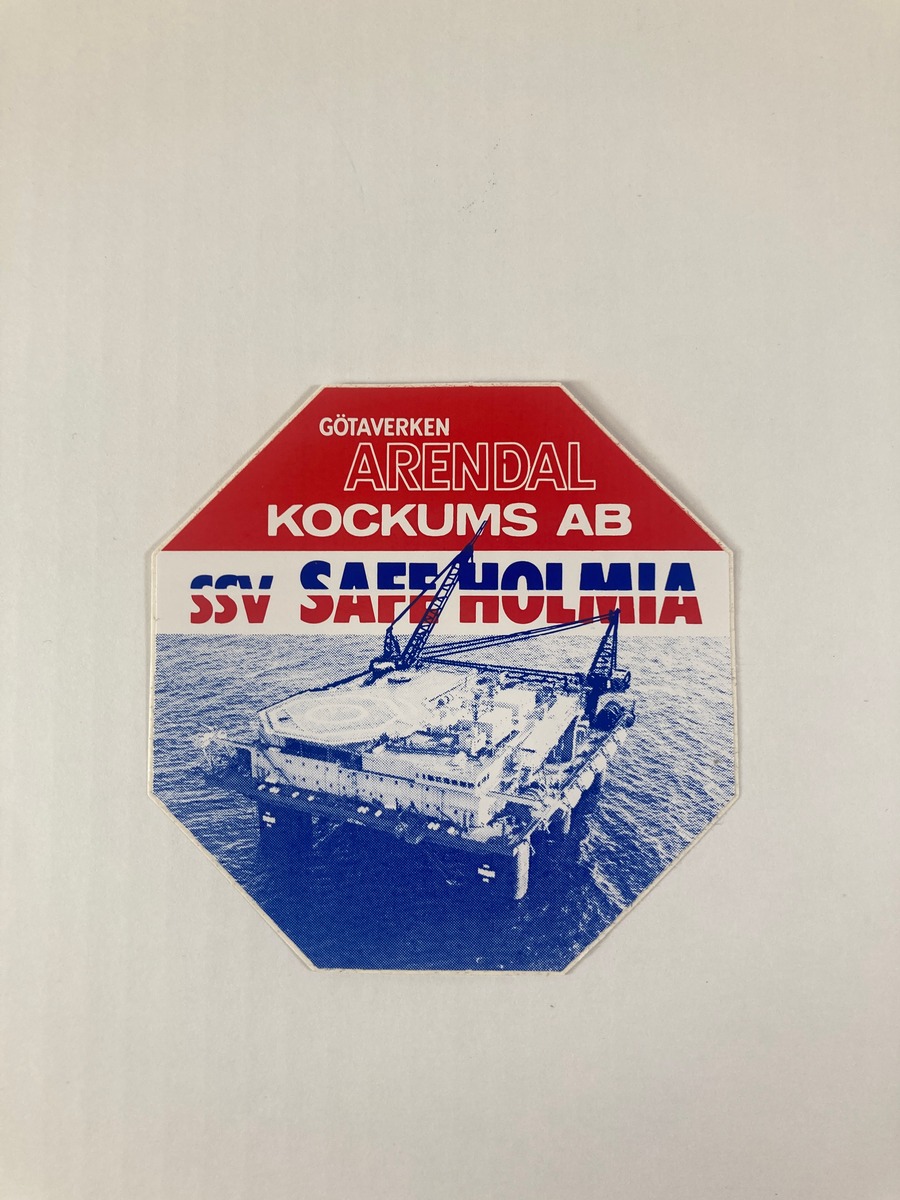 GÖTAVERKEN
ARENDAL
KOCKUMS AB
SSV SAFE HOLMIA